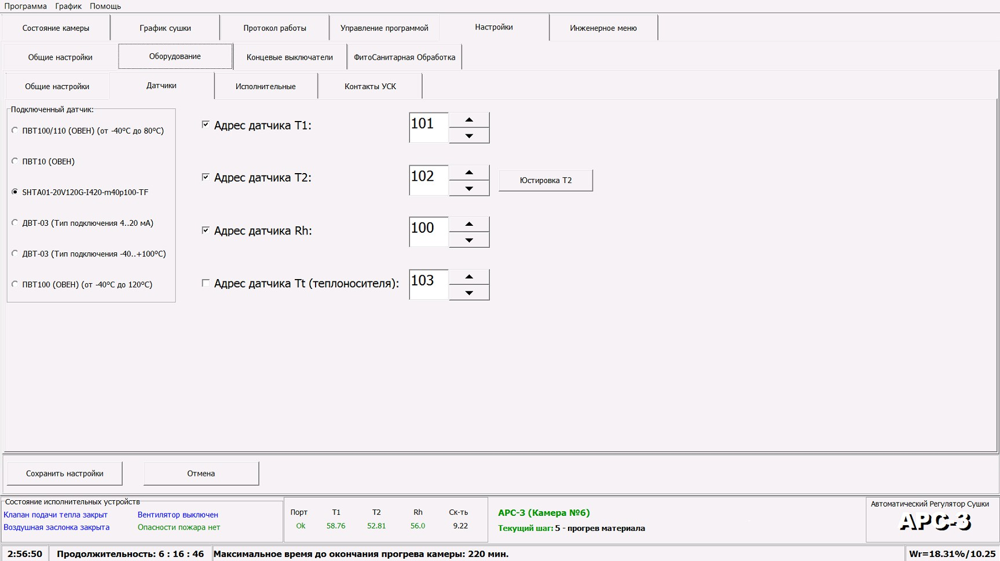 Программа График Помощь
Состояние камеры График сушки Протокол работы Управление программой Настройки Инженерное меню
Общие настройки Оборудование Концевые выключатели ФитоСанитарная Обработка
Общие настройки Датчики Исполнительные Контакты УСК
Подключенный датчик:
ПВТ100/110 (ОВЕН) (от -40ºС до 80ºС)
ПВТ10 (ОВЕН)
SHTA01-20V120G-I420-m40p100-TF
ДВТ-03 (Тип подключения 4..20 мА)
ДВТ-03 (Тип подключения -40..+100ºС)
ПВТ100 (ОВЕН) (от -40ºС до 120ºС)
Адрес датчика T1: 101
Адрес датчика T2: 102 Юстировка Т2
Адрес датчика Rh: 100
Адрес датчика Tt (теплоносителя): 103
Сохранить настройки Отмена
Состояние исполнительных устройств
Клапан подачи тепла закрыт Вентилятор выключен
Воздушная заслонка закрыта Опасности пожара нет
Порт T1 T2 Rh Ск-ть
Ok 58.76 52.81 56.0 9.22
АРС-3 (Камера №6)
Текущий шаг: 5 - прогрев материала
Автоматический Регулятор Сушки
АРС-3
2:56:50 Продолжительность: 6 : 16 : 46 Максимальное время до окончания прогрева камеры: 220 мин. Wr=18.31%/10.25